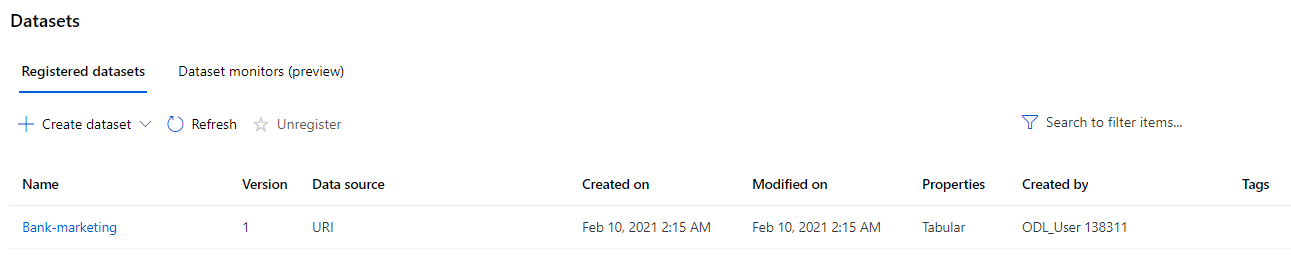 Datasets
Registered datasets Dataset monitors (preview)
Create dataset Refresh Unregister Search to filter items...
Name Version Data source Created on Modified on Properties Created by Tags
Bank-marketing 1 URI Feb 10, 2021 2:15 AM Feb 10, 2021 2:15 AM Tabular ODL_User 138311